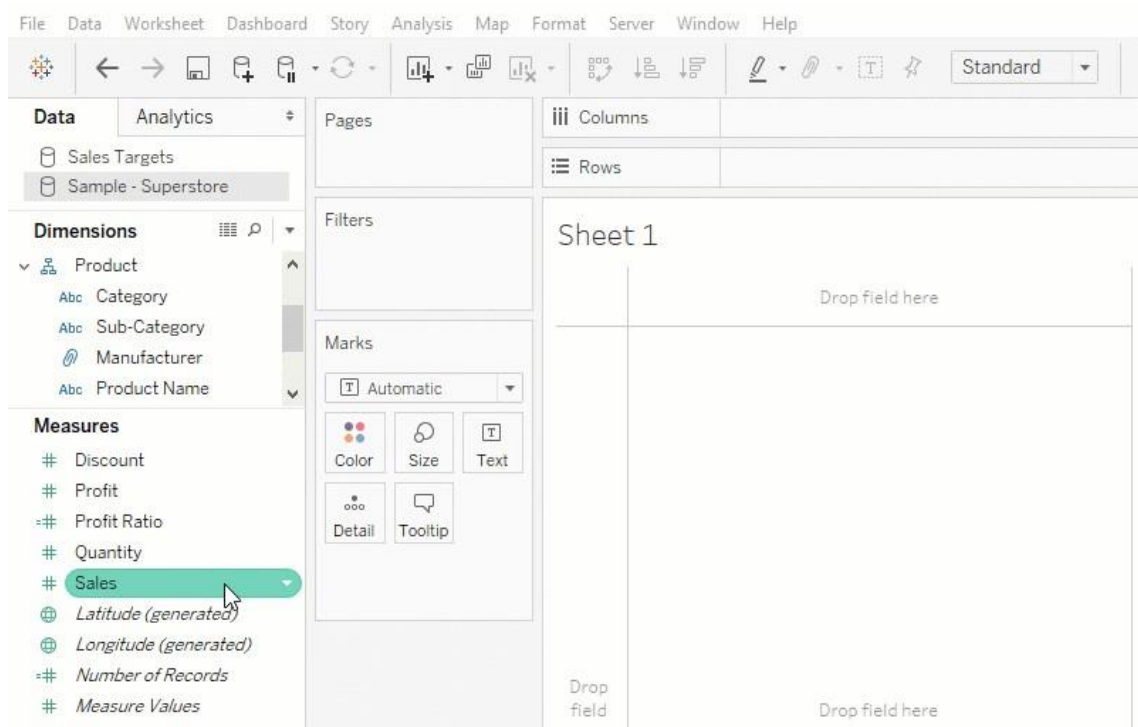 File Data Worksheet Dashboard Story Analysis Map Format Server Window Help
Standard
Data Analytics
Sales Targets
Sample - Superstore
Dimensions
Product
Abc Category
Abc Sub-Category
Manufacturer
Abc Product Name
Measures
# Discount
# Profit
=# Profit Ratio
# Quantity
# Sales
Latitude (generated)
Longitude (generated)
=# Number of Records
# Measure Values
Pages
Filters
Marks
T Automatic
Color Size T Text
Detail Tooltip
Columns
Rows
Sheet 1
Drop field here
Drop
field
Drop field here